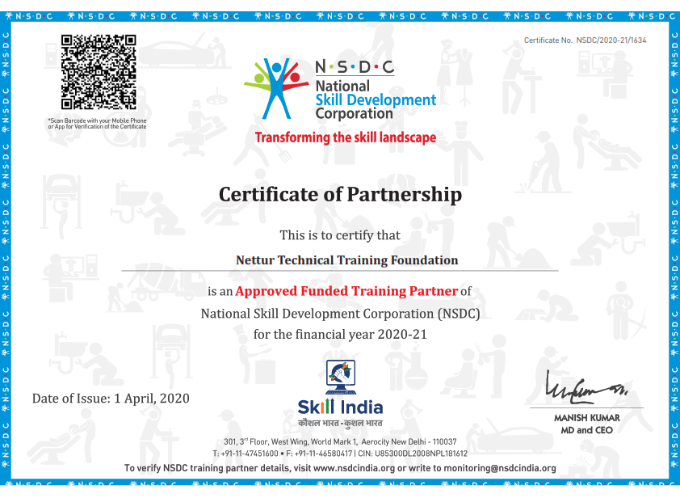 Certificate No. NSDC/2020-21/1634
*Scan Barcode with your Mobile Phone
or App for Verification of the Certificate
N·S·D·C
National
Skill Development
Corporation
Transforming the skill landscape
Certificate of Partnership
This is to certify that
Nettur Technical Training Foundation
is an Approved Funded Training Partner of
National Skill Development Corporation (NSDC)
for the financial year 2020-21
Date of Issue: 1 April, 2020
Skill India
कौशल भारत - कुशल भारत
MANISH KUMAR
MD and CEO
301, 3rd Floor, West Wing, World Mark 1, Aerocity New Delhi - 110037
T: +91-11-47451600 • F: +91-11-46580417 | CIN: U85300DL2008NPL181612
To verify NSDC training partner details, visit www.nsdcindia.org or write to monitoring@nsdcindia.org